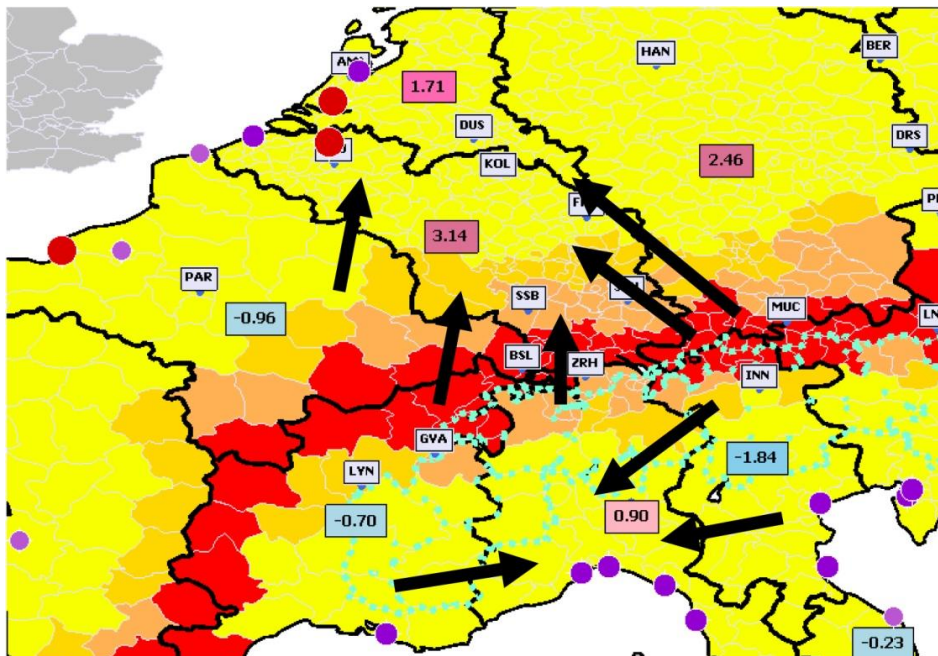 HAN
BER
1.71
DUS
DRS
KOL
2.46
3.14
PAR
SSB
MUC
-0.96
BSL
ZRH
INN
GVA
LYN
-1.84
-0.70
0.90
-0.23